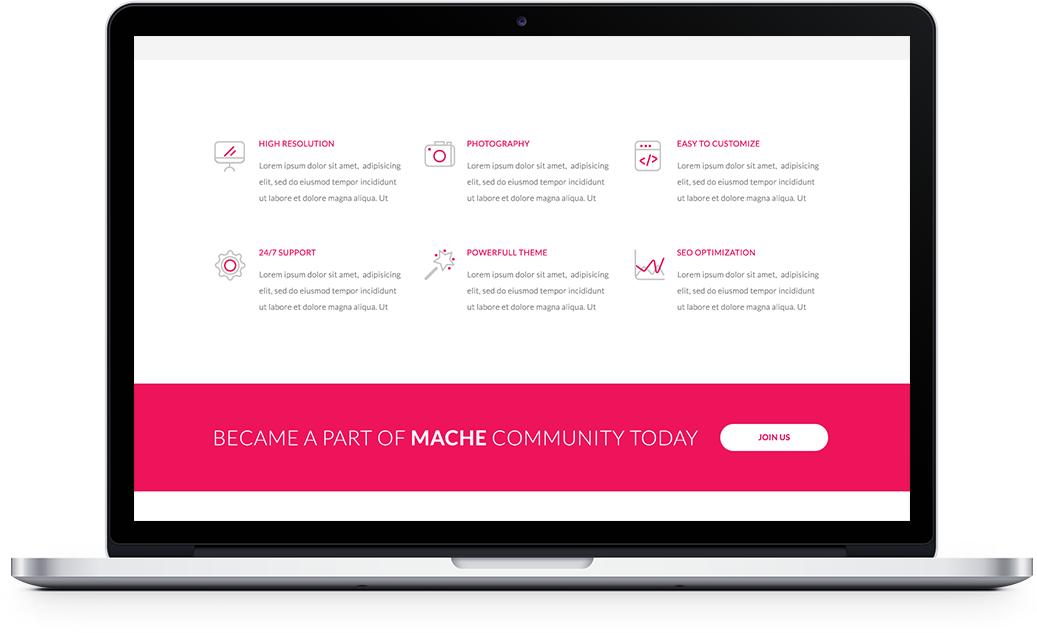 HIGH RESOLUTION
Lorem ipsum dolor sit amet, adipisicing
elit, sed do eiusmod tempor incididunt
ut labore et dolore magna aliqua. Ut
PHOTOGRAPHY
Lorem ipsum dolor sit amet, adipisicing
elit, sed do eiusmod tempor incididunt
ut labore et dolore magna aliqua. Ut
EASY TO CUSTOMIZE
Lorem ipsum dolor sit amet, adipisicing
elit, sed do eiusmod tempor incididunt
ut labore et dolore magna aliqua. Ut
24/7 SUPPORT
Lorem ipsum dolor sit amet, adipisicing
elit, sed do eiusmod tempor incididunt
ut labore et dolore magna aliqua. Ut
POWERFULL THEME
Lorem ipsum dolor sit amet, adipisicing
elit, sed do eiusmod tempor incididunt
ut labore et dolore magna aliqua. Ut
SEO OPTIMIZATION
Lorem ipsum dolor sit amet, adipisicing
elit, sed do eiusmod tempor incididunt
ut labore et dolore magna aliqua. Ut
BECAME A PART OF MACHE COMMUNITY TODAY
JOIN US